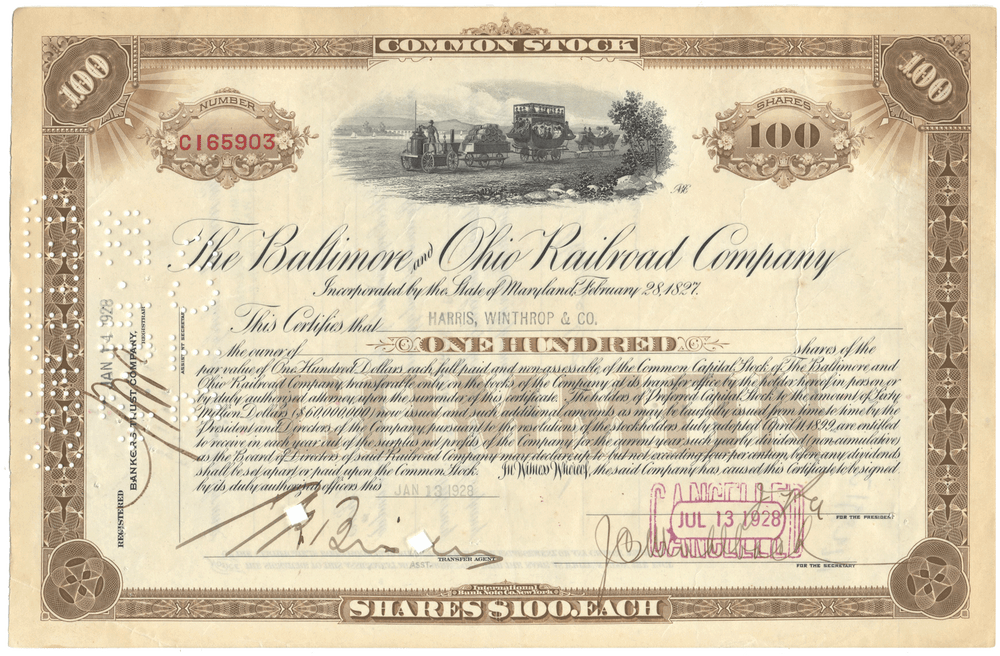 COMMON STOCK
100
100
NUMBER
C165903
SHARES
100
The Baltimore and Ohio Railroad Company
Incorporated by the State of Maryland, February 28, 1827.
This Certifies that HARRIS, WINTHROP & CO.
ONE HUNDRED
the owner of shares of the
par value of One Hundred Dollars each full paid and non-assessable of the Common Capital Stock of The Baltimore and
Ohio Railroad Company, transferable only on the books of the Company at its transfer office by the holder hereof in person or
by duly authorized attorney, upon the surrender of this certificate. The holders of Preferred Capital Stock to the amount of Sixty
Million Dollars ($60,000,000) now issued and such additional amounts as may be lawfully issued from time to time by the
President and Directors of the Company, pursuant to the resolutions of the stockholders duly adopted April 4, 1899, are entitled
to receive in each year out of the surplus net profits of the Company for the current year such yearly dividend (non-cumulative)
as the Board of Directors of said Railroad Company may declare up to but not exceeding four per centum, before any dividends
shall be set apart or paid upon the Common Stock. In Witness Whereof, the said Company has caused this Certificate to be signed
by its duly authorized officers this JAN 13 1928
CANCELLED
JUL 13 1928
CANCELLED
FOR THE PRESIDENT
TRANSFER AGENT
ASST.
FOR THE SECRETARY
REGISTERED
JAN 14 1928
BANKERS TRUST COMPANY,
REGISTRAR
ASSIST. SECRETARY
International
Bank Note Co. New York
SHARES $100. EACH